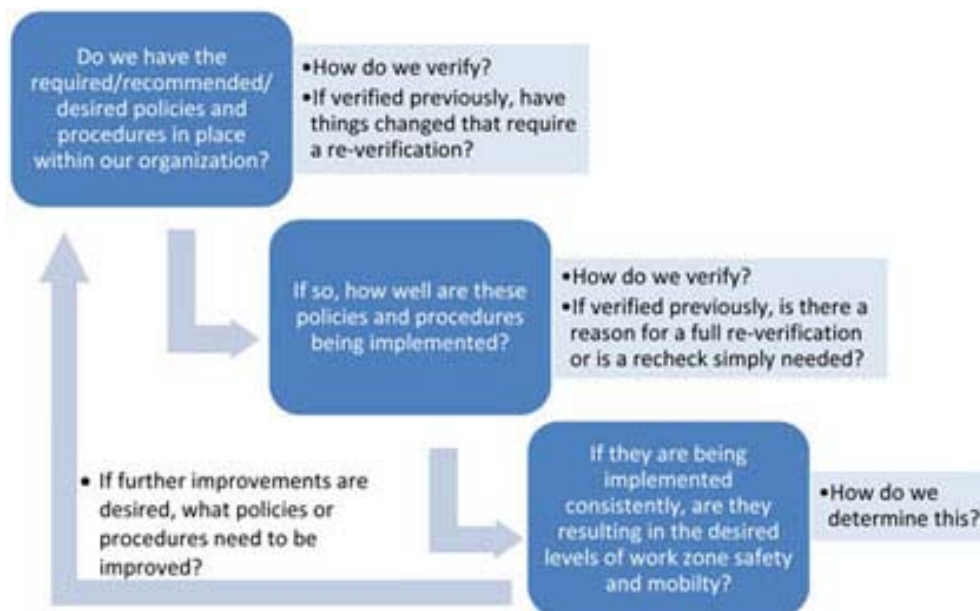 Do we have the
required/recommended/
desired policies and
procedures in place
within our organization?
•How do we verify?
•If verified previously, have
things changed that require
a re-verification?
If so, how well are these
policies and procedures
being implemented?
•How do we verify?
•If verified previously, is there a
reason for a full re-verification
or is a recheck simply needed?
If they are being
implemented
consistently, are they
resulting in the desired
levels of work zone safety
and mobilty?
•How do we
determine this?
• If further improvements are
desired, what policies or
procedures need to be
improved?